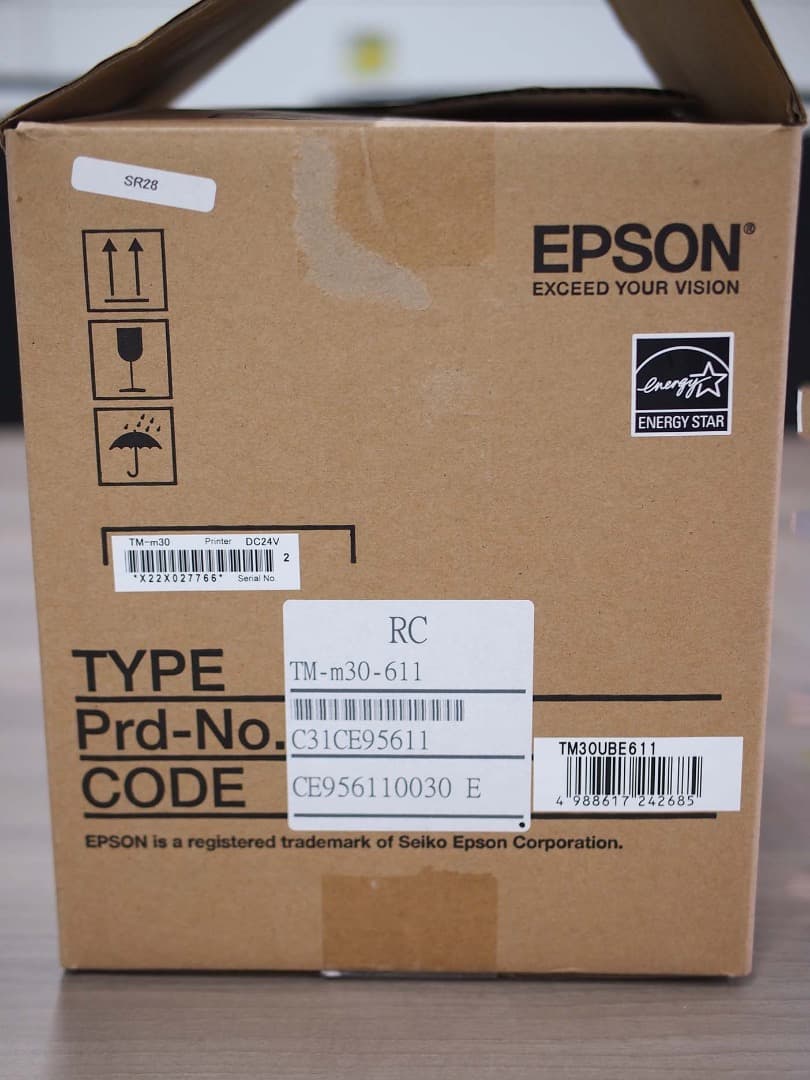 SR28
EPSON®
EXCEED YOUR VISION
energy
ENERGY STAR
TM-m30 Printer DC24V
2
*X22X027766* Serial No.
RC
TYPE TM-m30-611
Prd-No. C31CE95611
CODE CE956110030 E
TM30UBE611
4 988617 242685
EPSON is a registered trademark of Seiko Epson Corporation.